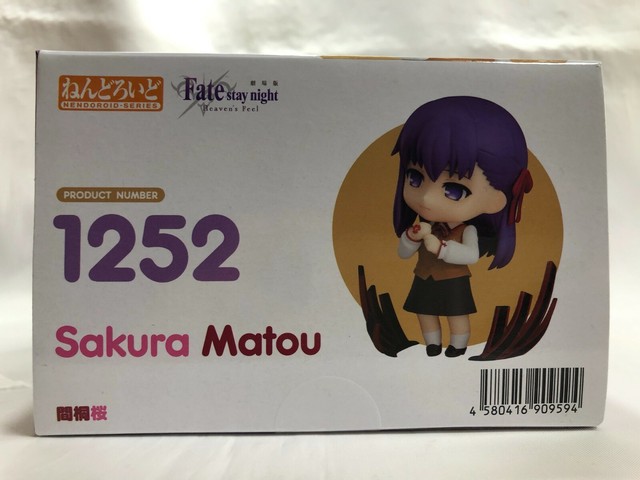 ねんどろいど
NENDOROID-SERIES
劇場版
Fate stay night
Heaven's Feel
PRODUCT NUMBER
1252
Sakura Matou
間桐桜
4 580416 909594